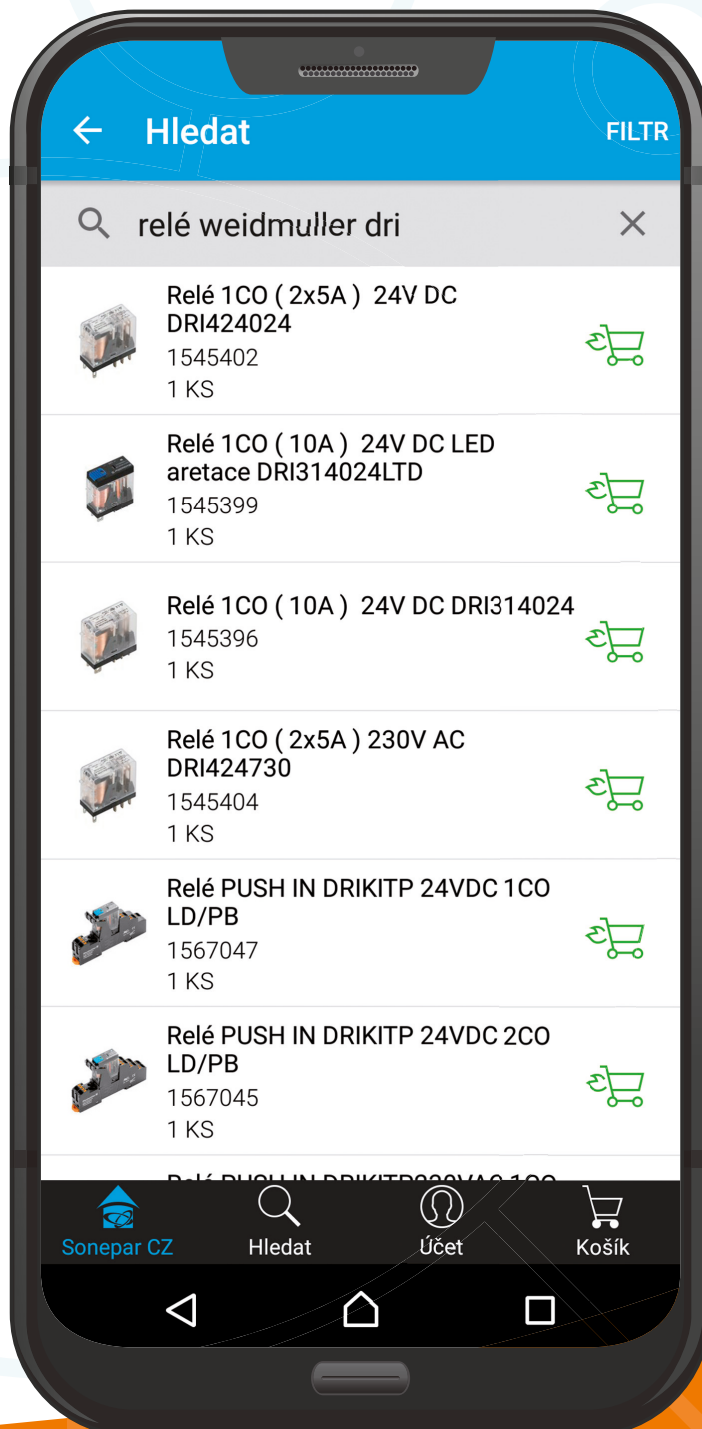 Hledat
FILTR
relé weidmuller dri
Relé 1CO ( 2x5A )  24V DC
DRI424024
1545402
1 KS
Relé 1CO ( 10A )  24V DC LED
aretace DRI314024LTD
1545399
1 KS
Relé 1CO ( 10A )  24V DC DRI314024
1545396
1 KS
Relé 1CO ( 2x5A ) 230V AC
DRI424730
1545404
1 KS
Relé PUSH IN DRIKITP 24VDC 1CO
LD/PB
1567047
1 KS
Relé PUSH IN DRIKITP 24VDC 2CO
LD/PB
1567045
1 KS
Relé PUSH IN
Sonepar CZ
Hledat
Účet
Košík